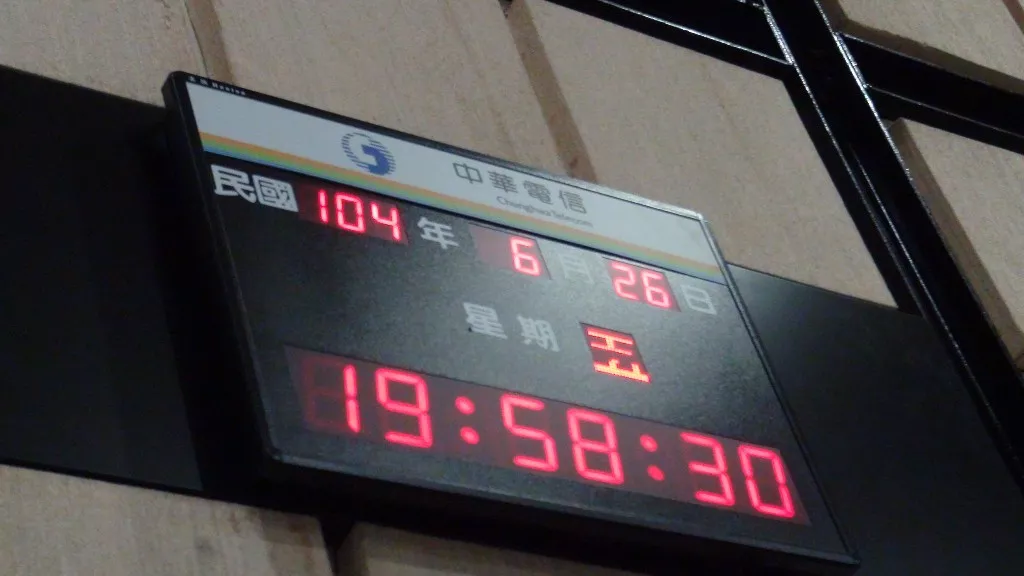 中華電信
Chunghwa Telecom
民國 104 年 6 月 26 日
星期 五
19:58:30